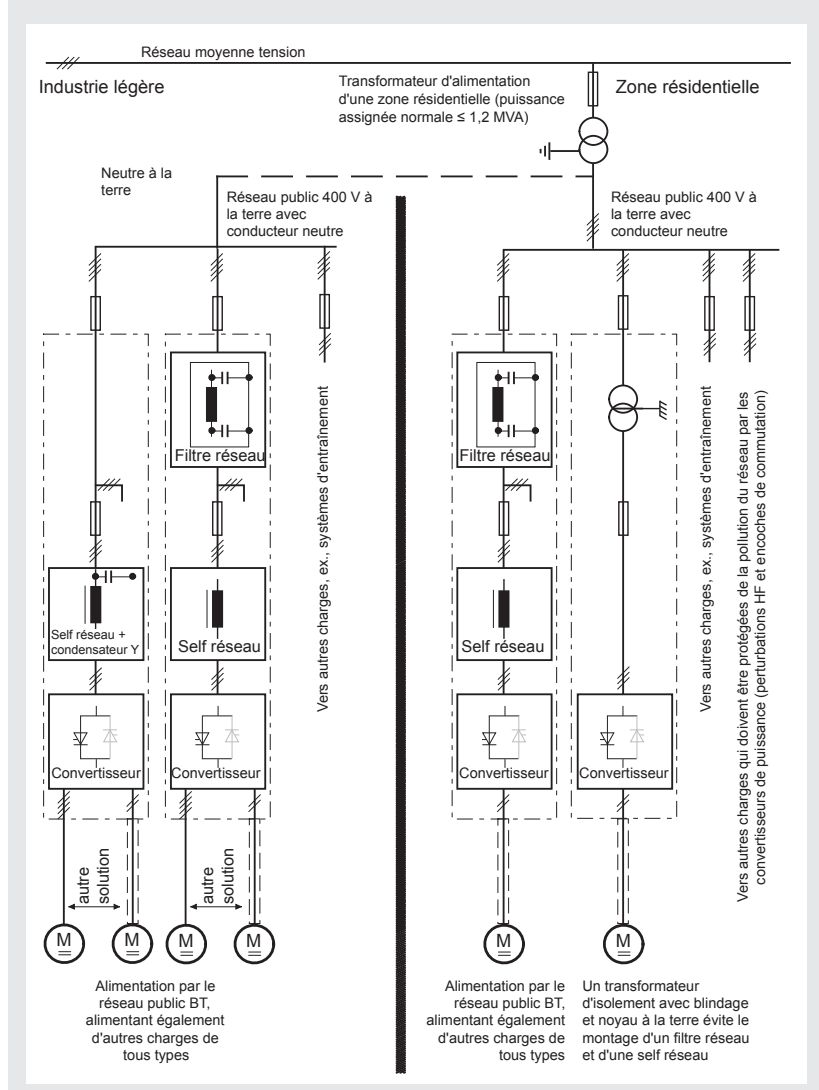 Réseau moyenne tension
Industrie légère
Transformateur d'alimentation
d'une zone résidentielle (puissance
assignée normale ≤ 1,2 MVA)
Zone résidentielle
Neutre à la
terre
Réseau public 400 V à
la terre avec
conducteur neutre
Réseau public 400 V à
la terre avec
conducteur neutre
Filtre réseau
Self réseau +
condensateur Y
Self réseau
Convertisseur
Convertisseur
Vers autres charges, ex., systèmes d'entraînement
autre
solution
autre
solution
M
M
M
M
Alimentation par le
réseau public BT,
alimentant également
d'autres charges de
tous types
Filtre réseau
Self réseau
Convertisseur
Convertisseur
Vers autres charges, ex., systèmes d'entraînement
Vers autres charges qui doivent être protégées de la pollution du réseau par les
convertisseurs de puissance (perturbations HF et encoches de commutation)
M
M
Alimentation par le
réseau public BT,
alimentant également
d'autres charges de
tous types
Un transformateur
d'isolement avec blindage
et noyau à la terre évite le
montage d'un filtre réseau
et d'une self réseau